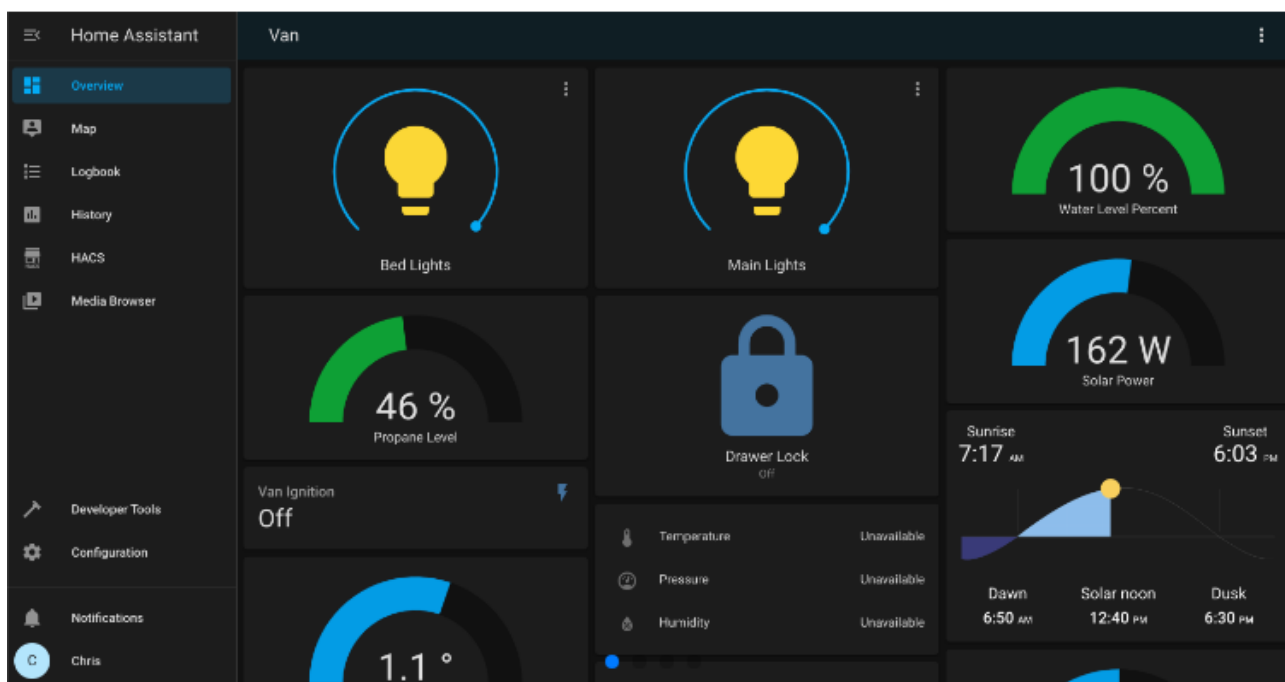 Home Assistant
Overview
Map
Logbook
History
HACS
Media Browser
Developer Tools
Configuration
Notifications
C
Chris
Van
Bed Lights
46 %
Propane Level
Van Ignition
Off
1.1 °
Main Lights
Drawer Lock
Off
Temperature Unavailable
Pressure Unavailable
Humidity Unavailable
100 %
Water Level Percent
162 W
Solar Power
Sunrise Sunset
7:17 AM 6:03 PM
Dawn Solar noon Dusk
6:50 AM 12:40 PM 6:30 PM